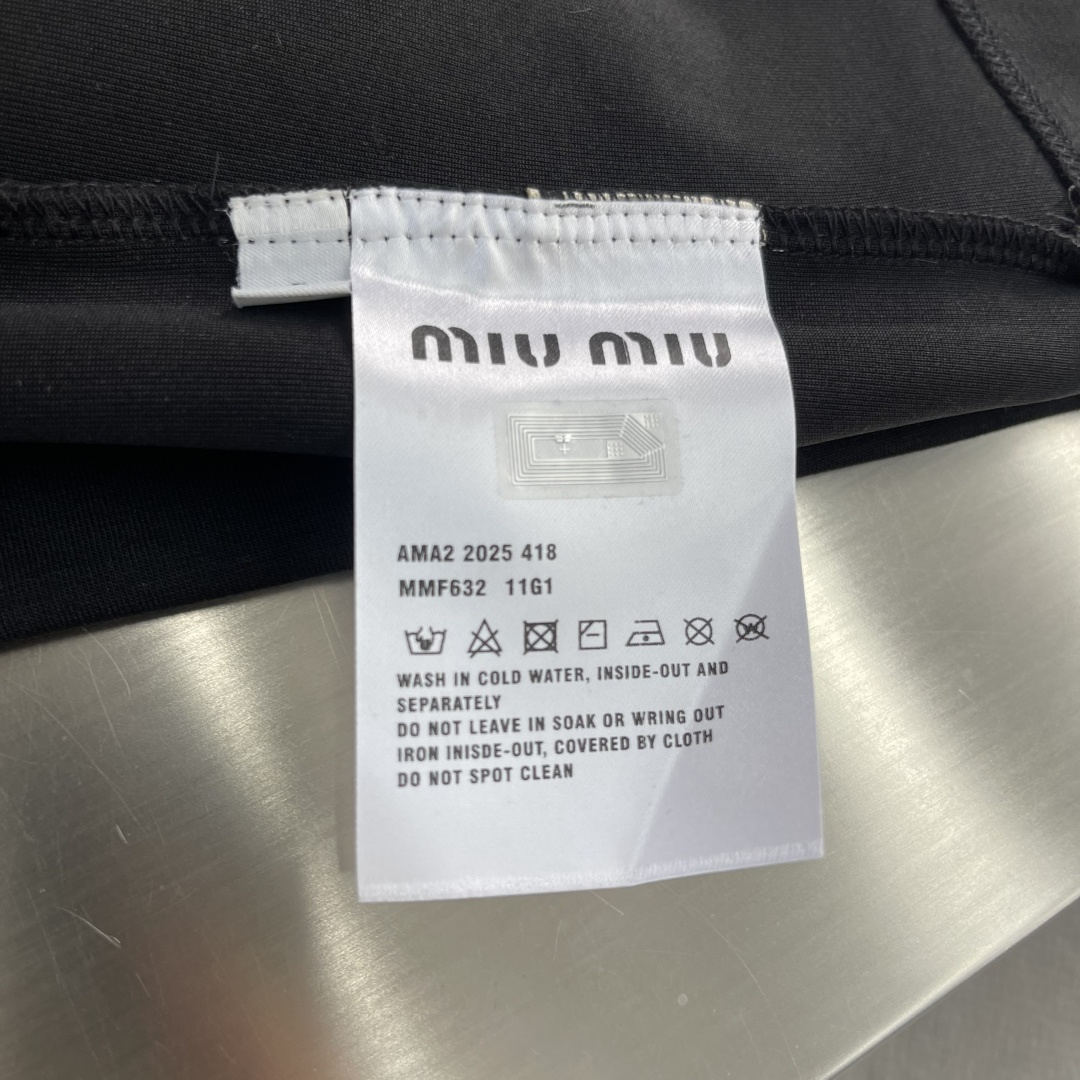 MIU MIU
AMA2 2025 418
MMF632 11G1
WASH IN COLD WATER, INSIDE-OUT AND
SEPARATELY
DO NOT LEAVE IN SOAK OR WRING OUT
IRON INISDE-OUT, COVERED BY CLOTH
DO NOT SPOT CLEAN